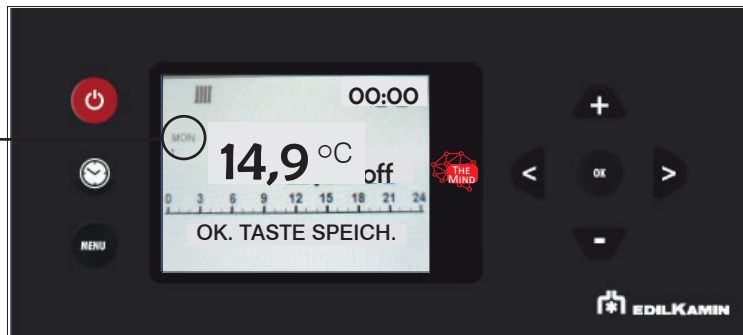 00:00
MON
14,9 °C
off
0 3 6 9 12 15 18 21 24
OK. TASTE SPEICH.
MENU
THE
MIND
+
< OK >
-
EDILKAMIN